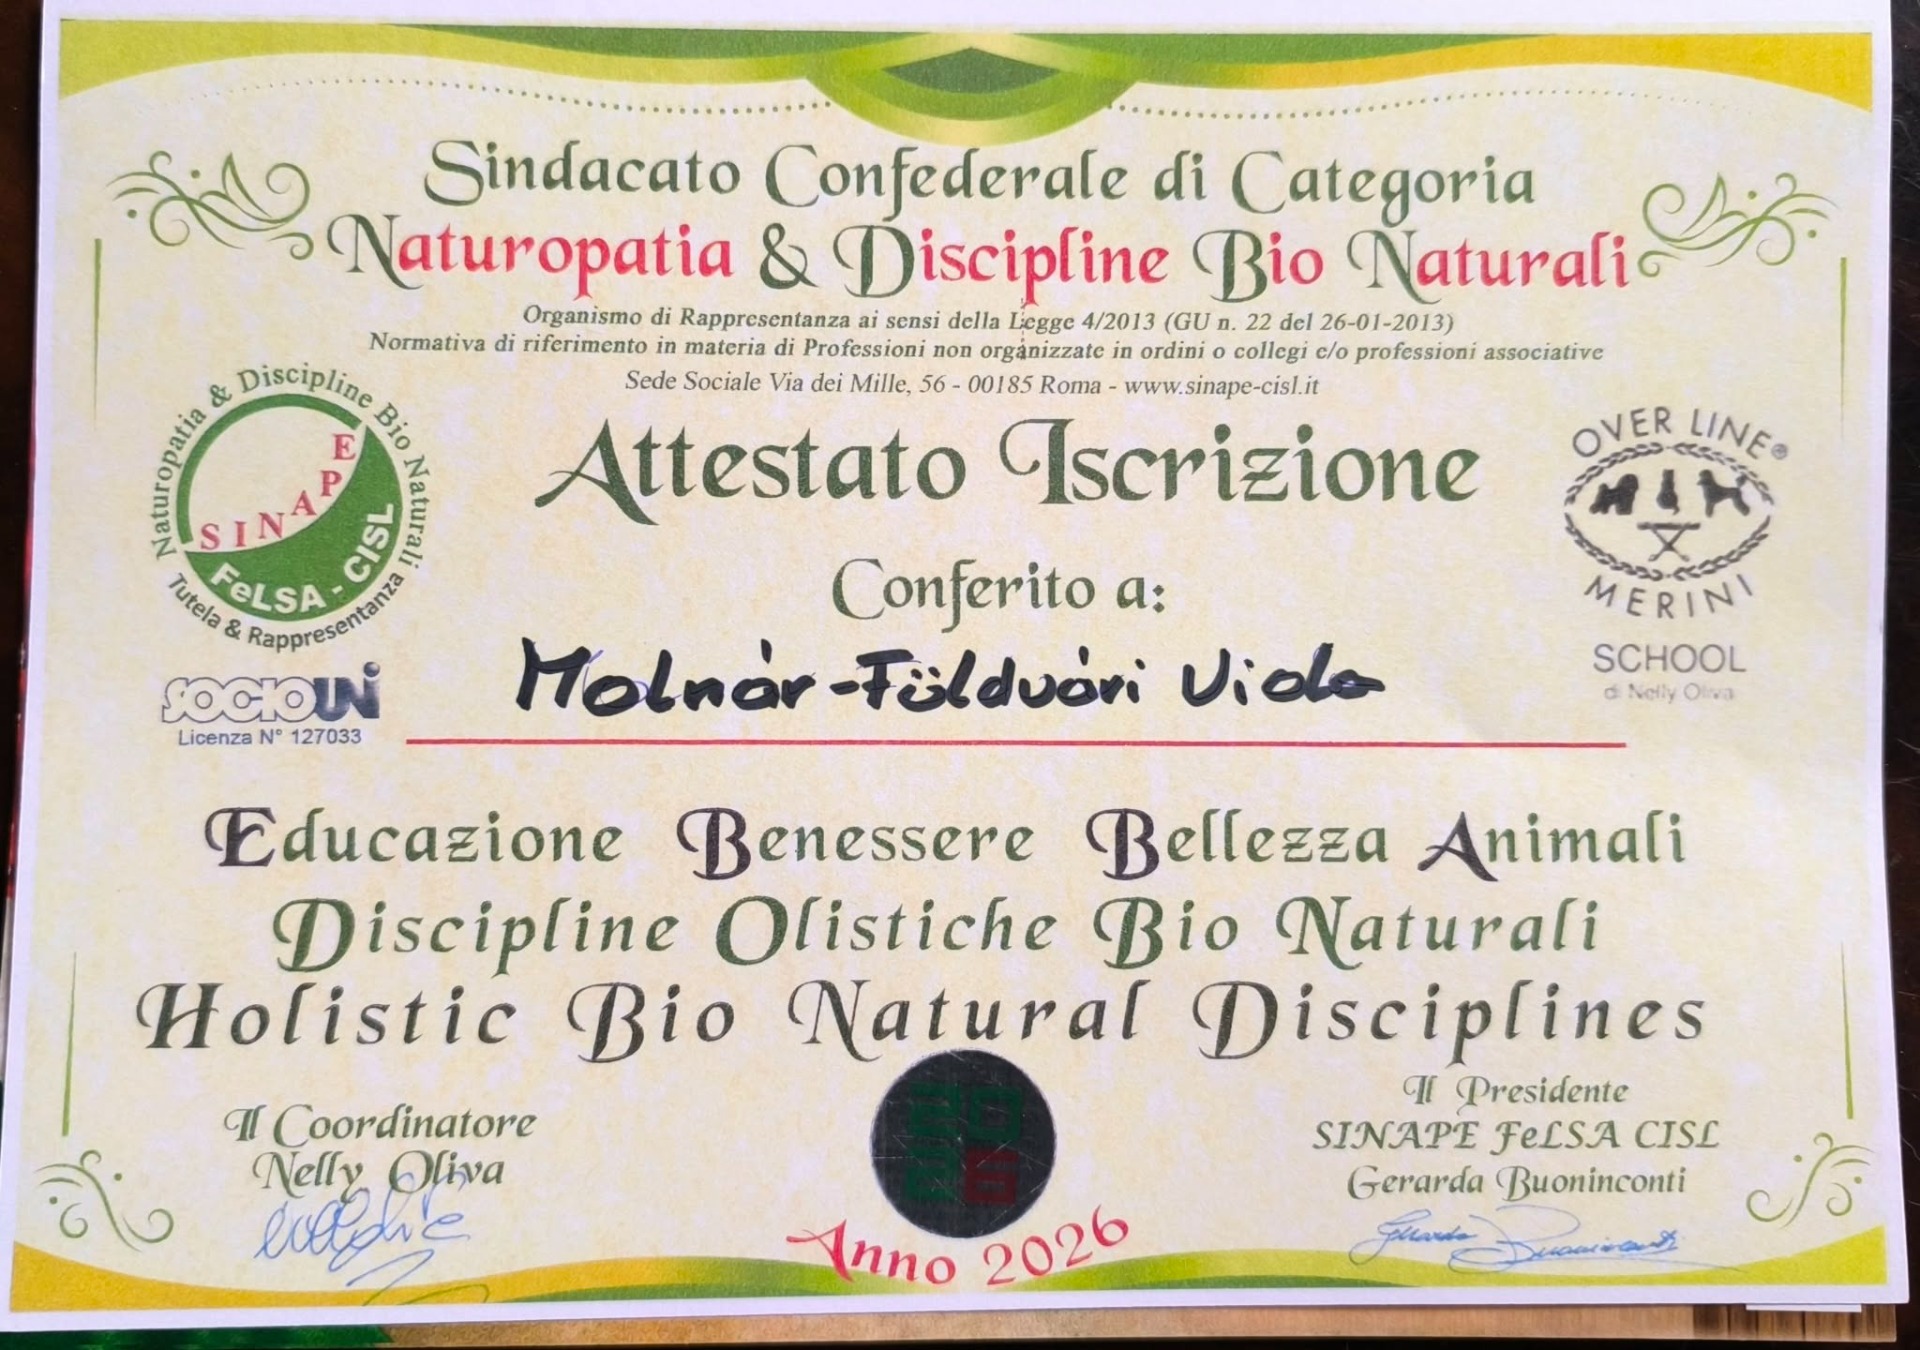 Sindacato Confederale di Categoria
Naturopatia & Discipline Bio Naturali
Organismo di Rappresentanza ai sensi della Legge 4/2013 (GU n. 22 del 26-01-2013)
Normativa di riferimento in materia di Professioni non organizzate in ordini o collegi e/o professioni associative
Sede Sociale Via dei Mille, 56 - 00185 Roma - www.sinape-cisl.it
Naturopatia & Discipline Bio Naturali
SINAPE
FeLSA - CISL
Tutela & Rappresentanza
SOCIOUNI
Licenza N° 127033
Attestato Iscrizione
OVER LINE®
MERINI
SCHOOL
di Nelly Oliva
Conferito a:
Molnár-Földvári Viola
Educazione Benessere Bellezza Animali
Discipline Olistiche Bio Naturali
Holistic Bio Natural Disciplines
Il Coordinatore
Nelly Oliva
2026
Anno 2026
Il Presidente
SINAPE FeLSA CISL
Gerarda Buoninconti
Gerarda Buoninconti